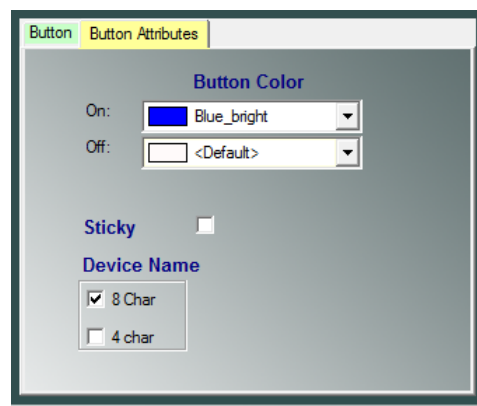 Button Button Attributes
Button Color
On: Blue_bright
Off: <Default>
Sticky
Device Name
8 Char
4 char